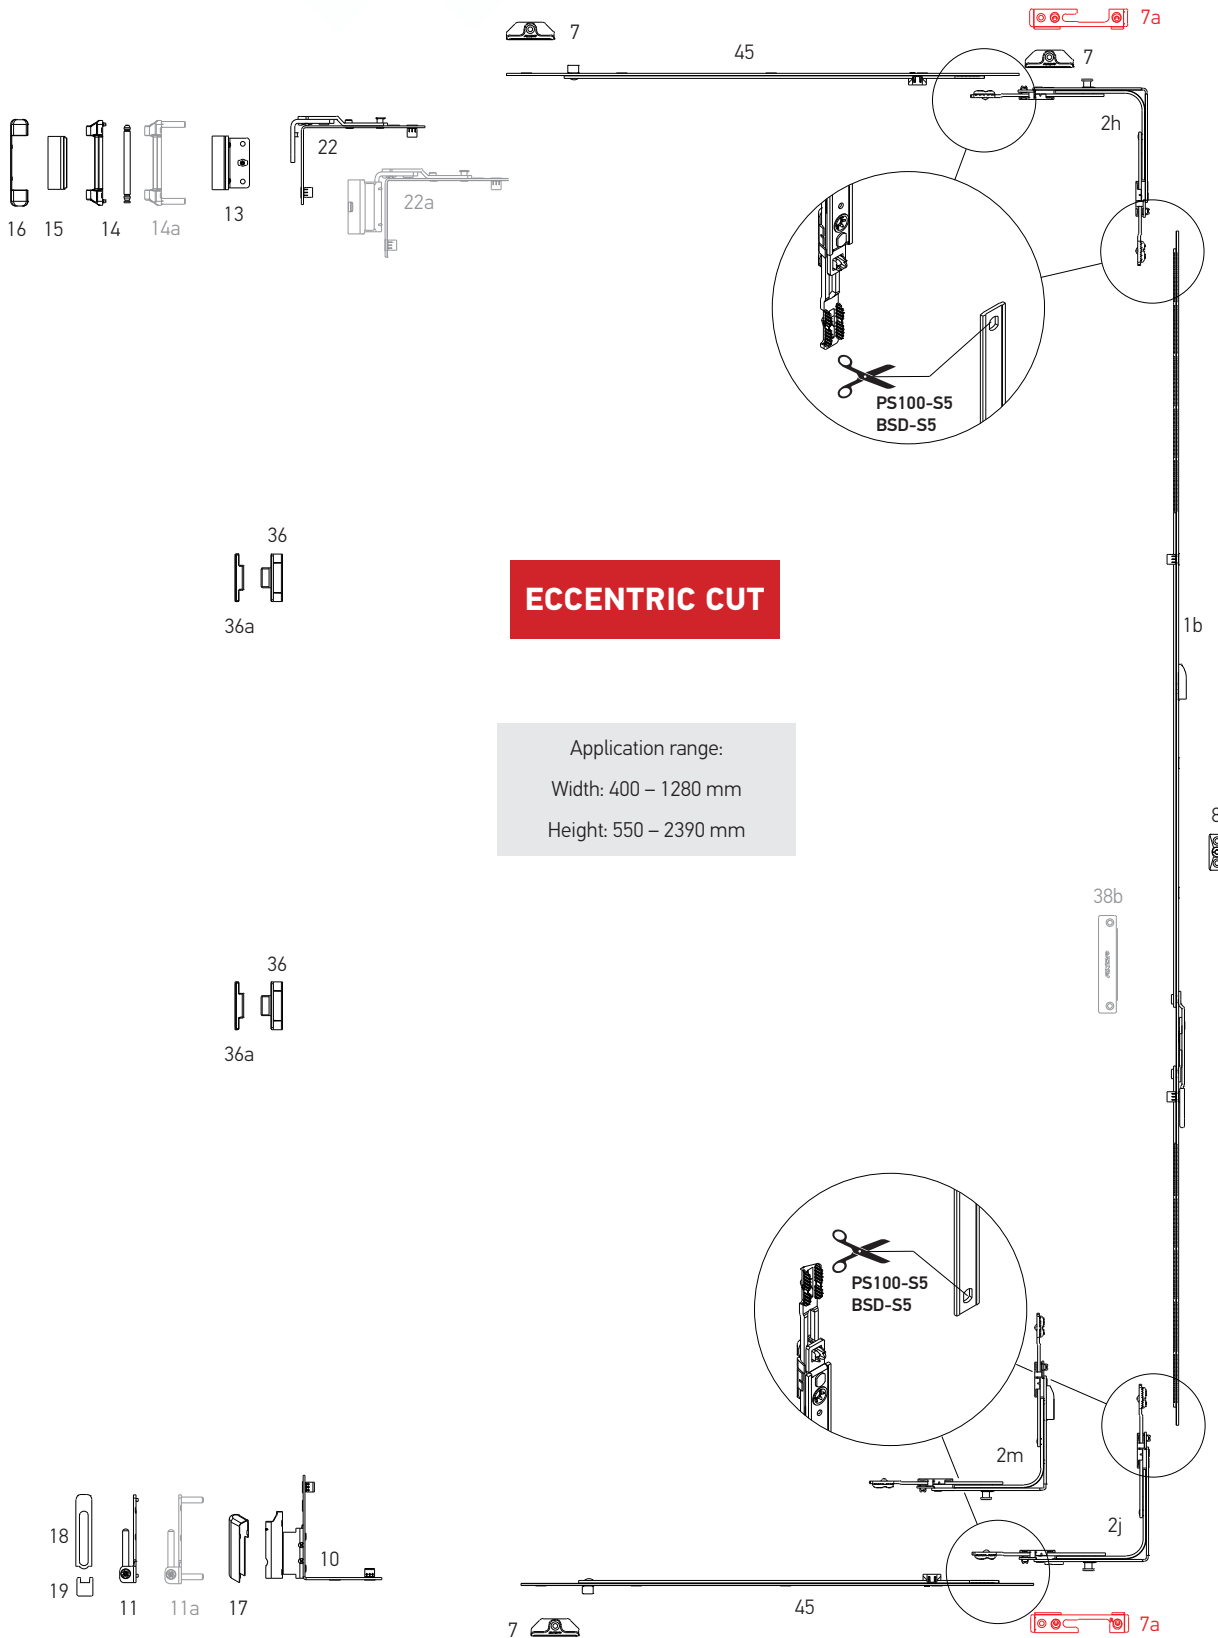 7
7a
45
7
2h
22
22a
16
15
14
14a
13
PS100-S5
BSD-S5
36
36a
ECCENTRIC CUT
1b
Application range:
Width: 400 – 1280 mm
Height: 550 – 2390 mm
8
38b
36
36a
PS100-S5
BSD-S5
2m
2j
18
19
11
11a
17
10
45
7
7a